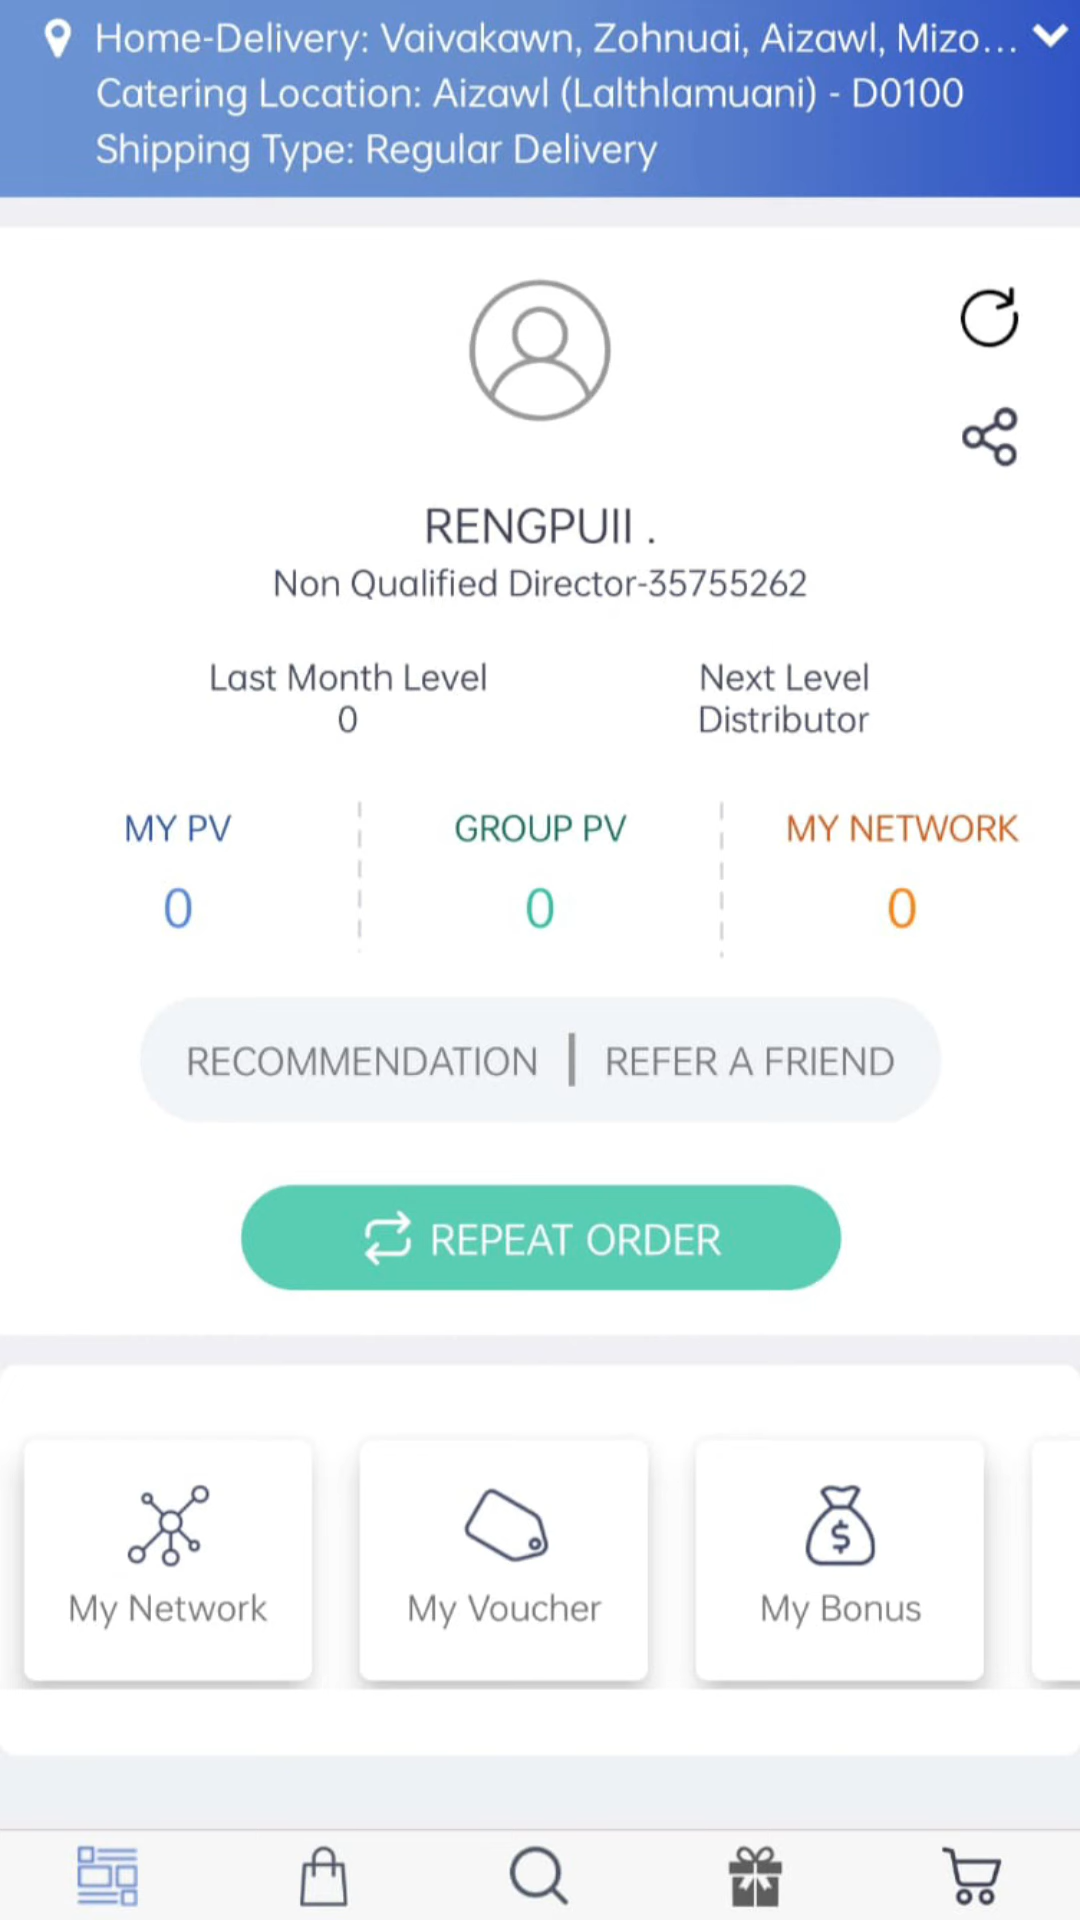 Home-Delivery: Vaivakawn, Zohnuai, Aizawl, Mizo...
Catering Location: Aizawl (Lalthlamuani) - D0100
Shipping Type: Regular Delivery
RENGPUII .
Non Qualified Director-35755262
Last Month Level
0
Next Level
Distributor
MY PV
0
GROUP PV
0
MY NETWORK
0
RECOMMENDATION | REFER A FRIEND
REPEAT ORDER
My Network
My Voucher
My Bonus